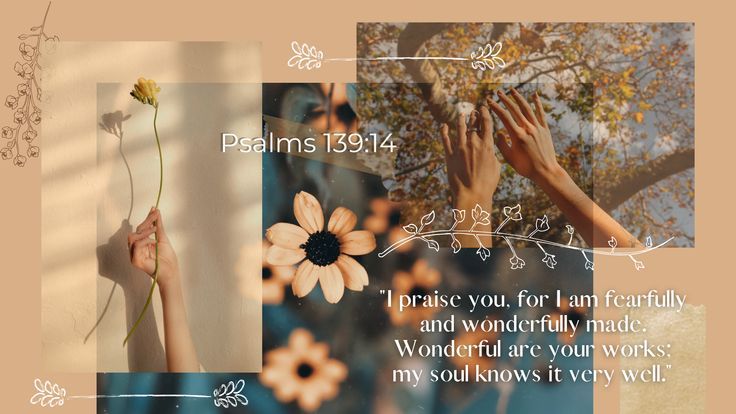 Psalms 139:14
"I praise you, for I am fearfully
and wonderfully made.
Wonderful are your works;
my soul knows it very well."